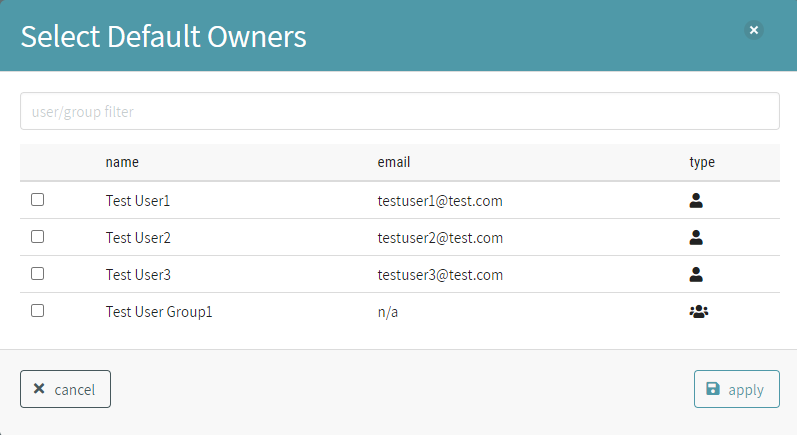 Select Default Owners
user/group filter
name email type
Test User1 testuser1@test.com
Test User2 testuser2@test.com
Test User3 testuser3@test.com
Test User Group1 n/a
cancel apply